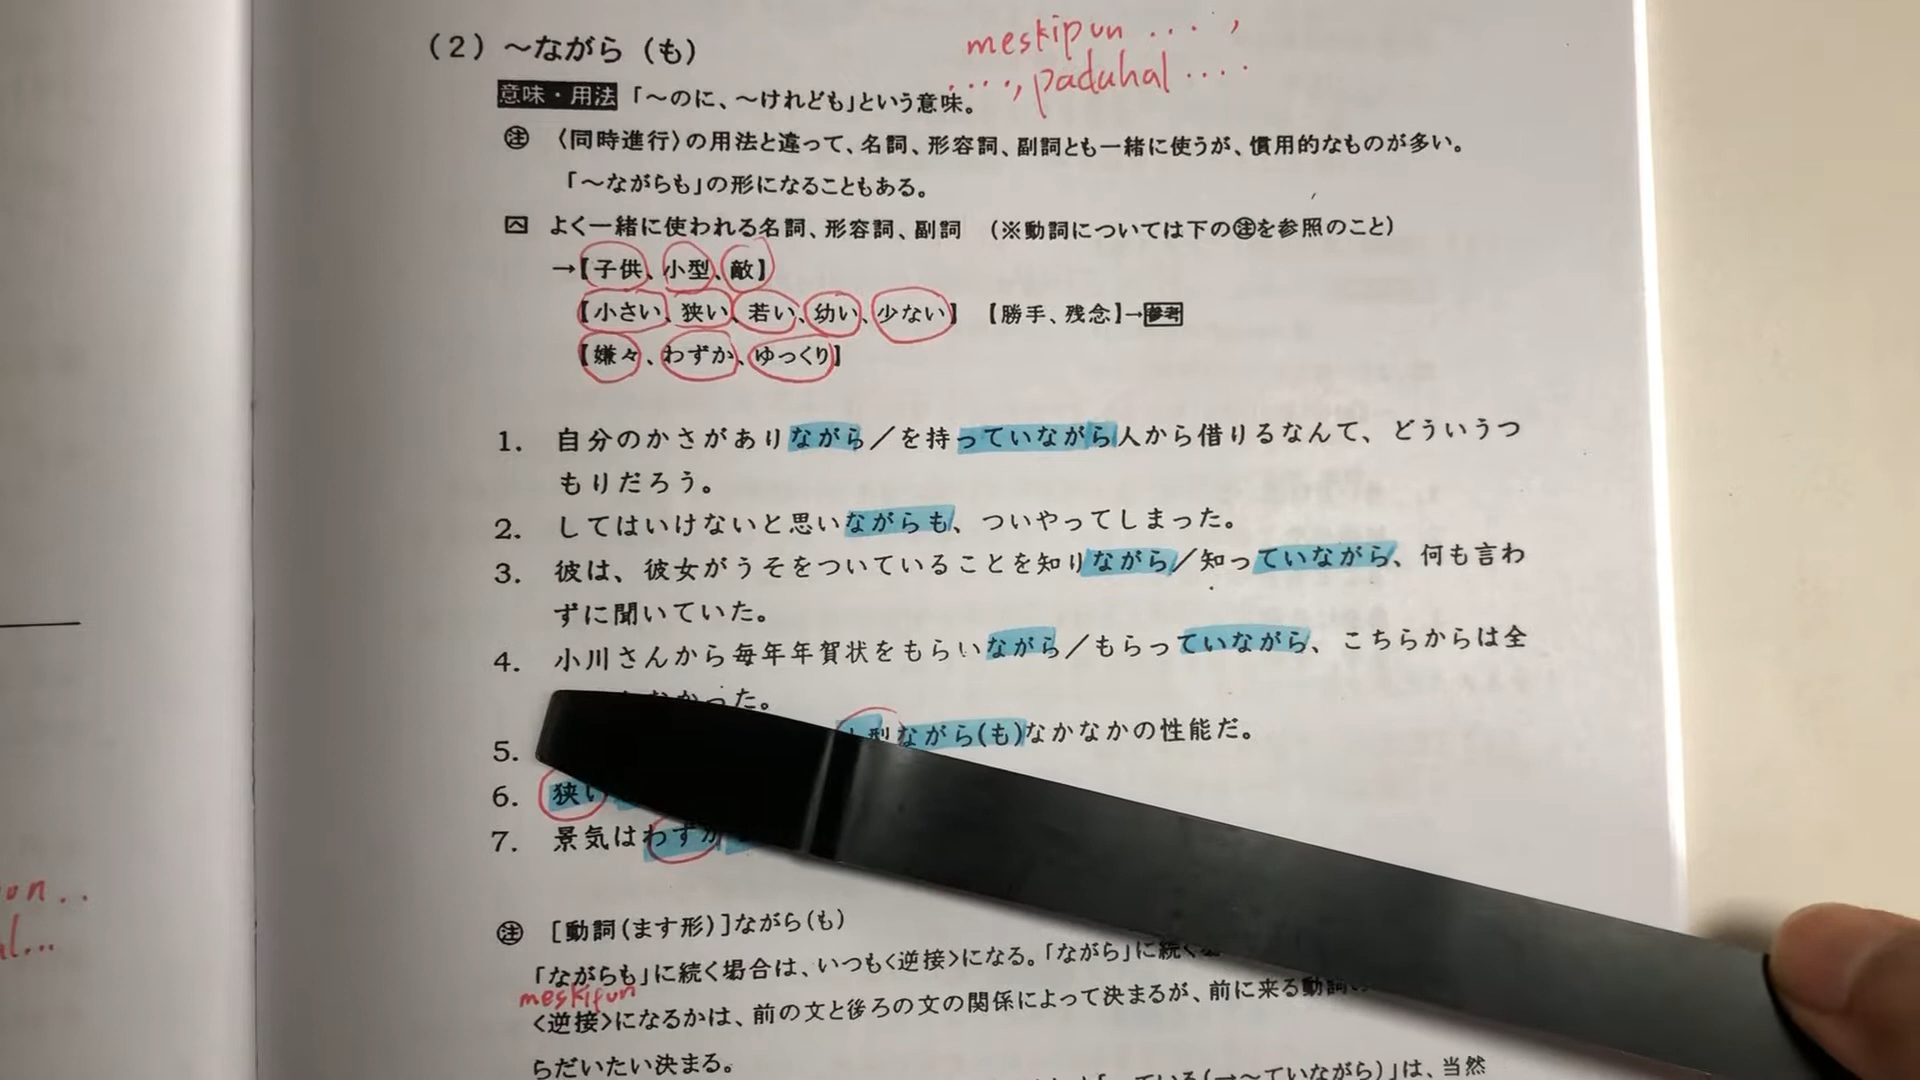 (2) ～ながら(も)
meskipun ...,
...., paduhal ....
意味・用法 「～のに、～けれども」という意味。
注 〈同時進行〉の用法と違って、名詞、形容詞、副詞とも一緒に使うが、慣用的なものが多い。
「～ながらも」の形になることもある。
よく一緒に使われる名詞、形容詞、副詞 (※動詞については下の注を参照のこと)
→【子供、小型、敵】
【小さい、狭い、若い、幼い、少ない】【勝手、残念】→参考
【嫌々、わずか、ゆっくり】
1. 自分のかさがありながら／を持っていながら人から借りるなんて、どういうつ
もりだろう。
2. してはいけないと思いながらも、ついやってしまった。
3. 彼は、彼女がうそをついていることを知りながら／知っていながら、何も言わ
ずに聞いていた。
4. 小川さんから毎年年賀状をもらいながら／もらっていながら、こちらからは全
なかった。
5. 型ながら(も)なかなかの性能だ。
6. 狭い
7. 景気はわずか
注 [動詞(ます形)]ながら(も)
「ながらも」に続く場合は、いつも〈逆接〉になる。「ながら」に続く
meskipun
〈逆接〉になるかは、前の文と後ろの文の関係によって決まるが、前に来る動詞
らだいたい決まる。
ている(→～ていながら)」は、当然
un..
al...